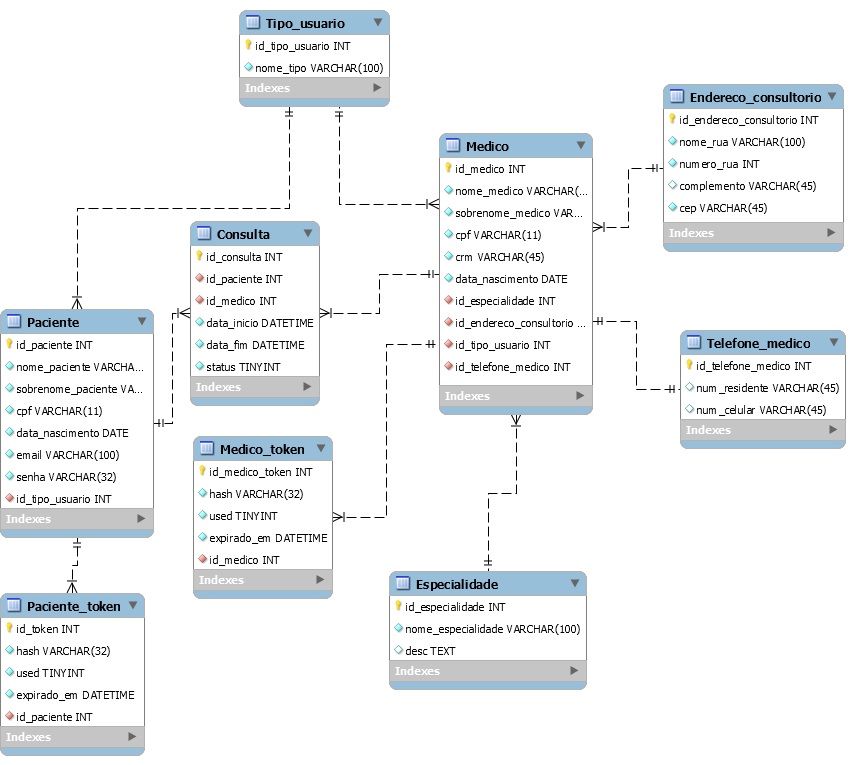 Tipo_usuario
id_tipo_usuario INT
nome_tipo VARCHAR(100)
Indexes
Endereco_consultorio
id_endereco_consultorio INT
nome_rua VARCHAR(100)
numero_rua INT
complemento VARCHAR(45)
cep VARCHAR(45)
Indexes
Medico
id_medico INT
nome_medico VARCHAR(...
sobrenome_medico VAR...
cpf VARCHAR(11)
crm VARCHAR(45)
data_nascimento DATE
id_especialidade INT
id_endereco_consultorio ...
id_tipo_usuario INT
id_telefone_medico INT
Indexes
Consulta
id_consulta INT
id_paciente INT
id_medico INT
data_inicio DATETIME
data_fim DATETIME
status TINYINT
Indexes
Paciente
id_paciente INT
nome_paciente VARCHA...
sobrenome_paciente VA...
cpf VARCHAR(11)
data_nascimento DATE
email VARCHAR(100)
senha VARCHAR(32)
id_tipo_usuario INT
Indexes
Telefone_medico
id_telefone_medico INT
num_residente VARCHAR(45)
num_celular VARCHAR(45)
Indexes
Medico_token
id_medico_token INT
hash VARCHAR(32)
used TINYINT
expirado_em DATETIME
id_medico INT
Indexes
Especialidade
id_especialidade INT
nome_especialidade VARCHAR(100)
desc TEXT
Indexes
Paciente_token
id_token INT
hash VARCHAR(32)
used TINYINT
expirado_em DATETIME
id_paciente INT
Indexes